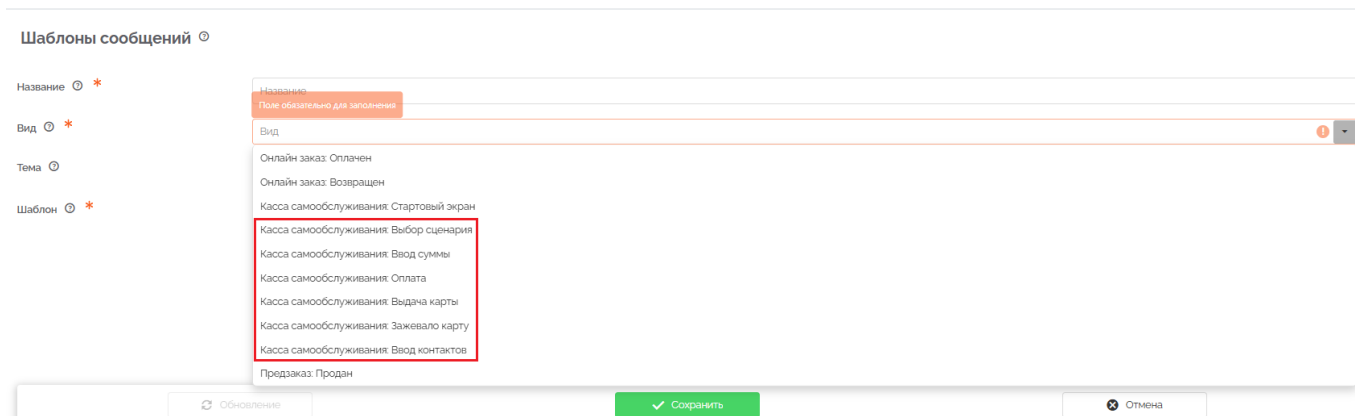 Шаблоны сообщений
Название *
Название
Поле обязательно для заполнения
Вид *
Вид
Тема
Шаблон *
Онлайн заказ: Оплачен
Онлайн заказ: Возвращен
Касса самообслуживания: Стартовый экран
Касса самообслуживания: Выбор сценария
Касса самообслуживания: Ввод суммы
Касса самообслуживания: Оплата
Касса самообслуживания: Выдача карты
Касса самообслуживания: Зажевало карту
Касса самообслуживания: Ввод контактов
Предзаказ: Продан
Обновление
Сохранить
Отмена